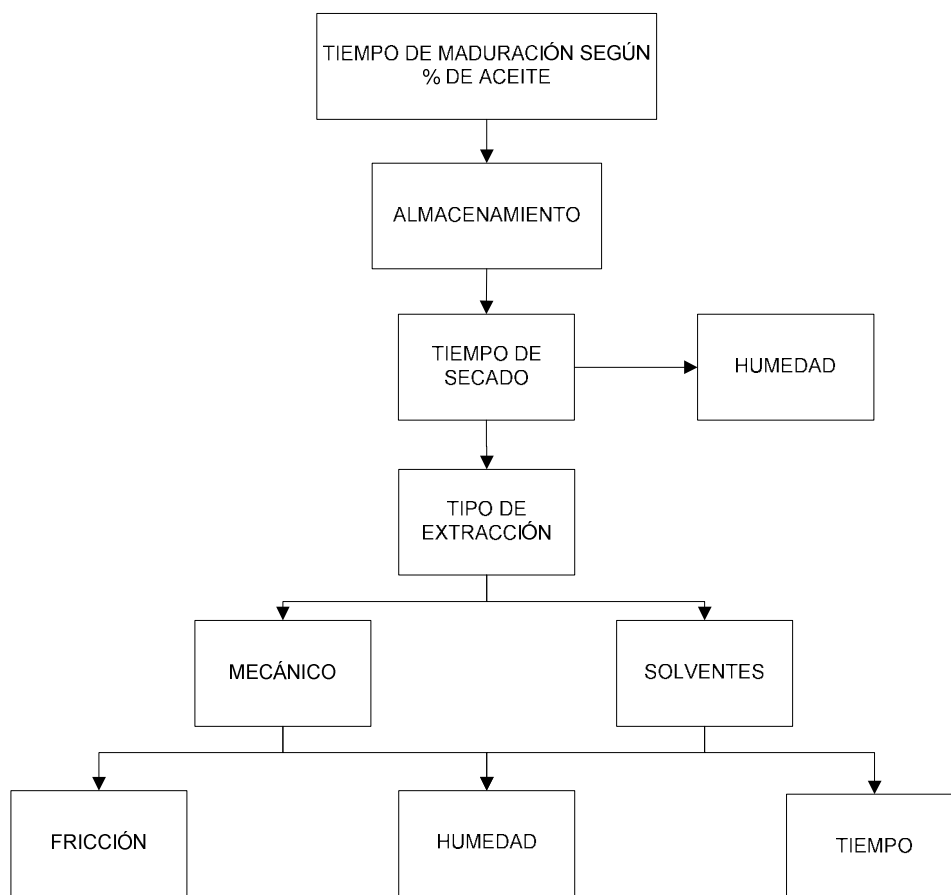 TIEMPO DE MADURACIÓN SEGÚN
% DE ACEITE
ALMACENAMIENTO
TIEMPO DE
SECADO
HUMEDAD
TIPO DE
EXTRACCIÓN
MECÁNICO
SOLVENTES
FRICCIÓN
HUMEDAD
TIEMPO